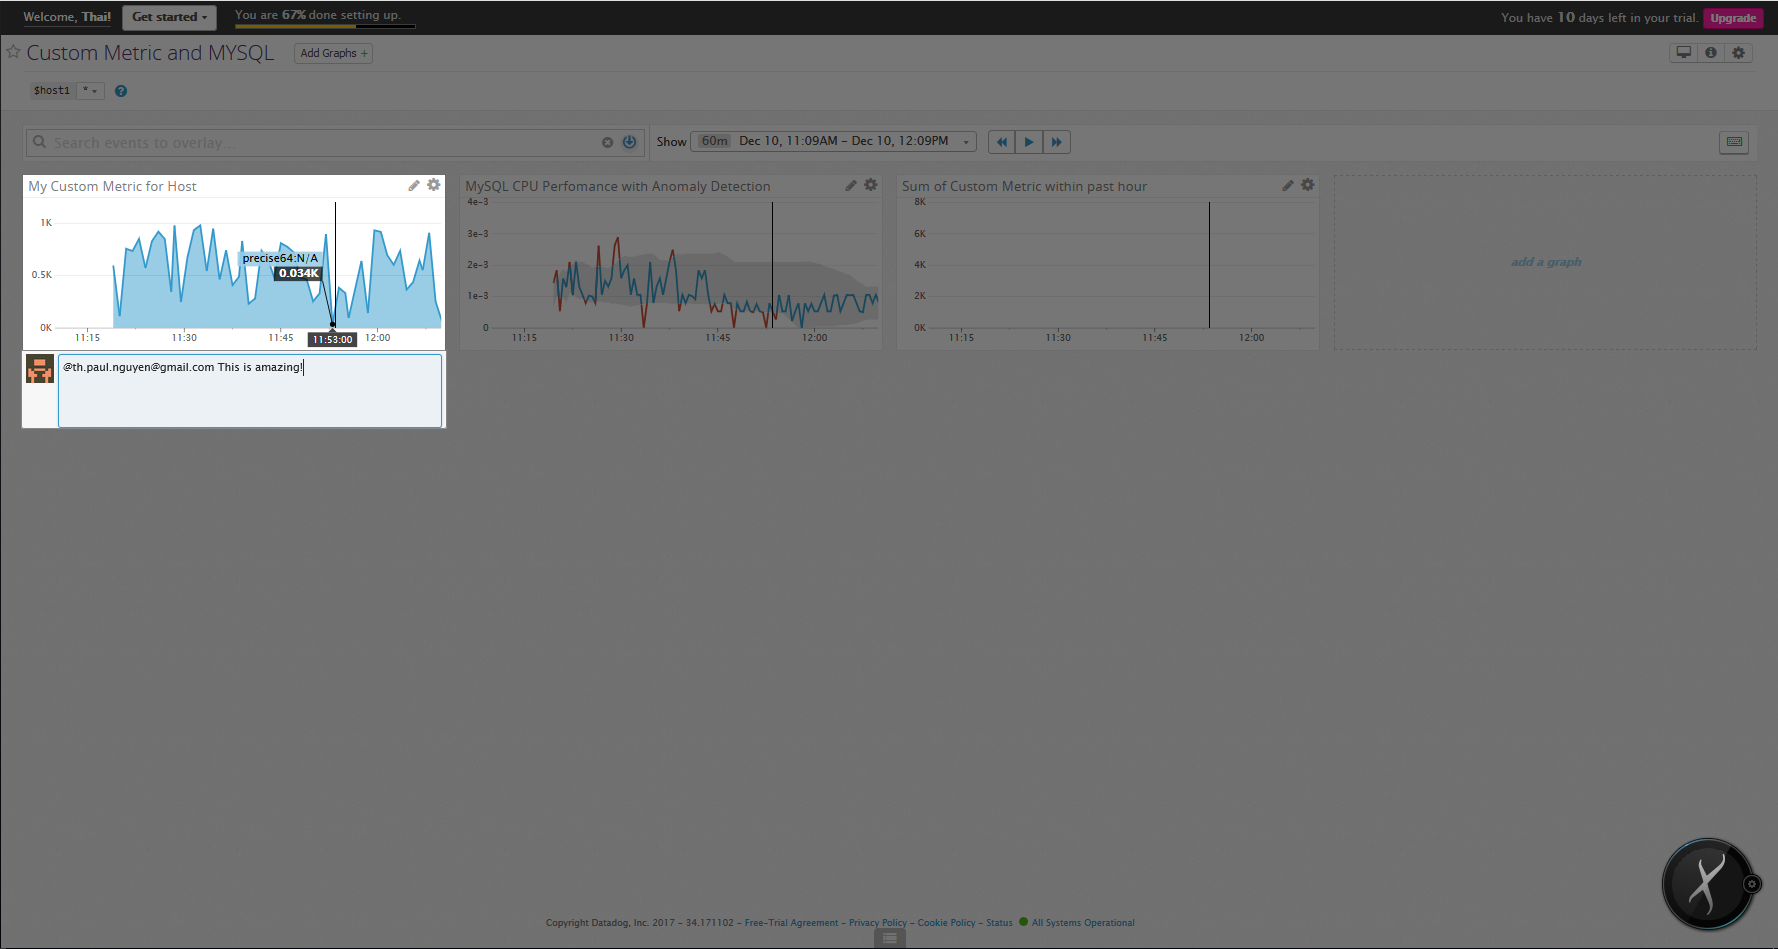 Welcome, Thai!
Get started
You are 67% done setting up.
You have 10 days left in your trial.
Upgrade
Custom Metric and MYSQL
Add Graphs +
$host1
*
?
Search events to overlay...
Show
60m Dec 10, 11:09AM - Dec 10, 12:09PM
My Custom Metric for Host
1K
0.5K
0K
precise64:N/A
0.034K
11:15
11:30
11:45
11:53:00
12:00
@th.paul.nguyen@gmail.com This is amazing!
MySQL CPU Perfomance with Anomaly Detection
4e-3
3e-3
2e-3
1e-3
0
11:15
11:30
11:45
12:00
Sum of Custom Metric within past hour
8K
6K
4K
2K
0K
11:15
11:30
11:45
12:00
add a graph
Copyright Datadog, Inc. 2017 - 34.171102 - Free-Trial Agreement - Privacy Policy - Cookie Policy - Status All Systems Operational